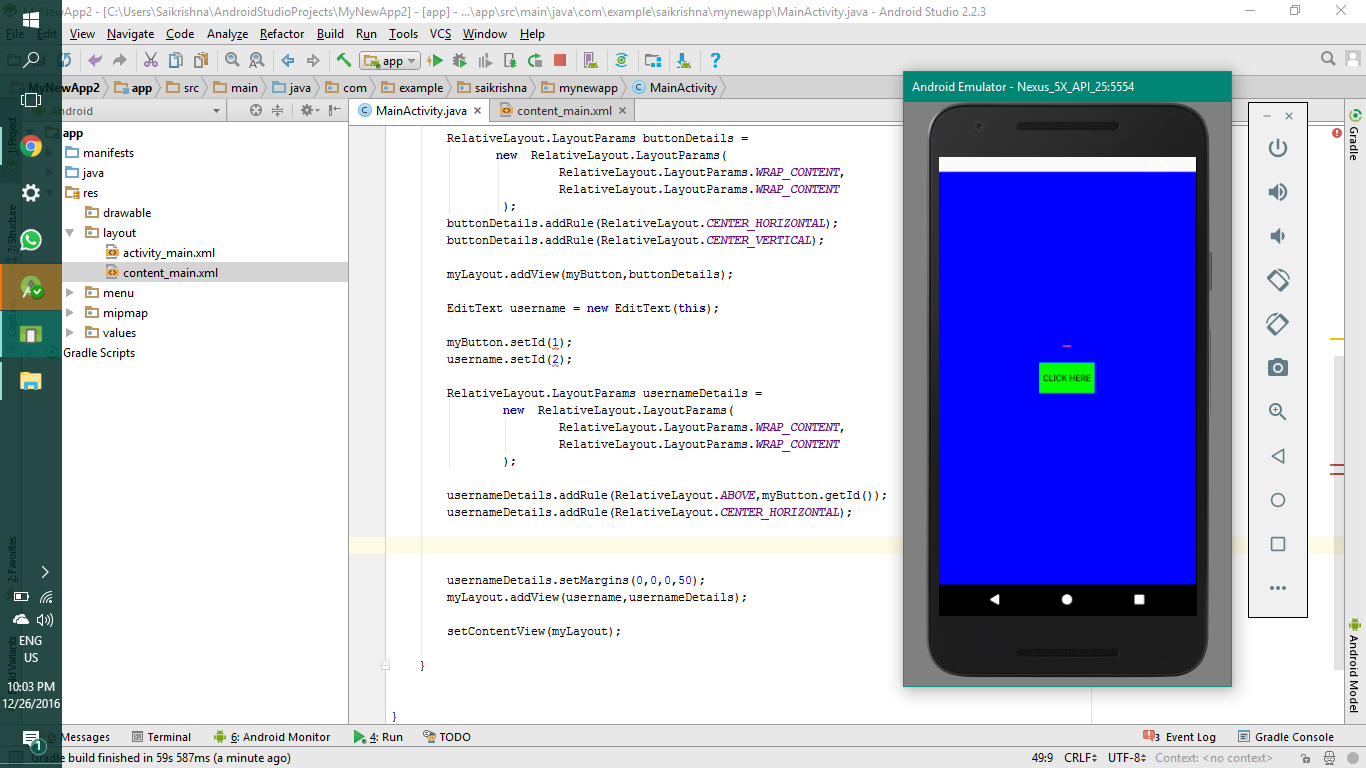 MyNewApp2 - [C:\Users\Saikrishna\AndroidStudioProjects\MyNewApp2] - [app] - ...\app\src\main\java\com\example\saikrishna\mynewapp\MainActivity.java - Android Studio 2.2.3
File Edit View Navigate Code Analyze Refactor Build Run Tools VCS Window Help
app
MyNewApp2 app src main java com example saikrishna mynewapp MainActivity
Android
MainActivity.java content_main.xml
1: Project
2: Structure
Captures
2: Favorites
Build Variants
app
manifests
java
res
drawable
layout
activity_main.xml
content_main.xml
menu
mipmap
values
Gradle Scripts
RelativeLayout.LayoutParams buttonDetails =
new RelativeLayout.LayoutParams(
RelativeLayout.LayoutParams.WRAP_CONTENT,
RelativeLayout.LayoutParams.WRAP_CONTENT
);
buttonDetails.addRule(RelativeLayout.CENTER_HORIZONTAL);
buttonDetails.addRule(RelativeLayout.CENTER_VERTICAL);
myLayout.addView(myButton,buttonDetails);
EditText username = new EditText(this);
myButton.setId(1);
username.setId(2);
RelativeLayout.LayoutParams usernameDetails =
new RelativeLayout.LayoutParams(
RelativeLayout.LayoutParams.WRAP_CONTENT,
RelativeLayout.LayoutParams.WRAP_CONTENT
);
usernameDetails.addRule(RelativeLayout.ABOVE,myButton.getId());
usernameDetails.addRule(RelativeLayout.CENTER_HORIZONTAL);
usernameDetails.setMargins(0,0,0,50);
myLayout.addView(username,usernameDetails);
setContentView(myLayout);
}
}
Android Emulator - Nexus_5X_API_25:5554
CLICK HERE
Gradle
Android Model
ENG
US
10:03 PM
12/26/2016
1
0: Messages Terminal 6: Android Monitor 4: Run TODO 3 Event Log Gradle Console
Gradle build finished in 59s 587ms (a minute ago) 49:9 CRLF UTF-8 Context: <no context>